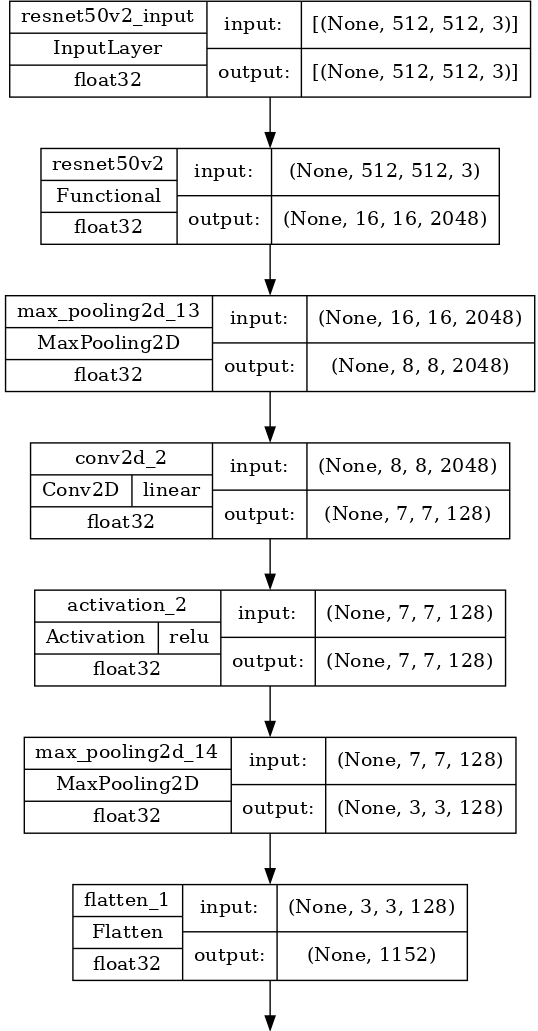 resnet50v2_input
InputLayer
float32
input:
[(None, 512, 512, 3)]
output:
[(None, 512, 512, 3)]
resnet50v2
Functional
float32
input:
(None, 512, 512, 3)
output:
(None, 16, 16, 2048)
max_pooling2d_13
MaxPooling2D
float32
input:
(None, 16, 16, 2048)
output:
(None, 8, 8, 2048)
conv2d_2
Conv2D linear
float32
input:
(None, 8, 8, 2048)
output:
(None, 7, 7, 128)
activation_2
Activation relu
float32
input:
(None, 7, 7, 128)
output:
(None, 7, 7, 128)
max_pooling2d_14
MaxPooling2D
float32
input:
(None, 7, 7, 128)
output:
(None, 3, 3, 128)
flatten_1
Flatten
float32
input:
(None, 3, 3, 128)
output:
(None, 1152)